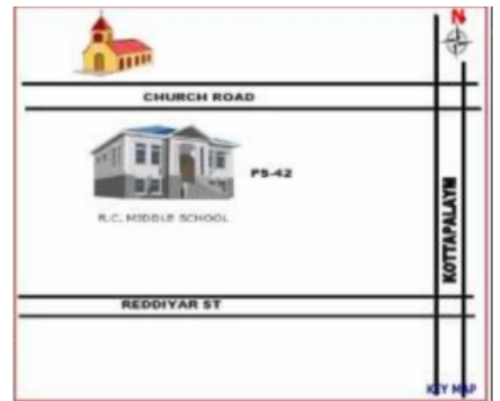 N
CHURCH ROAD
PS-42
R.C. MIDDLE SCHOOL
KOTTAPALAYM
REDDIYAR ST
KEY MAP